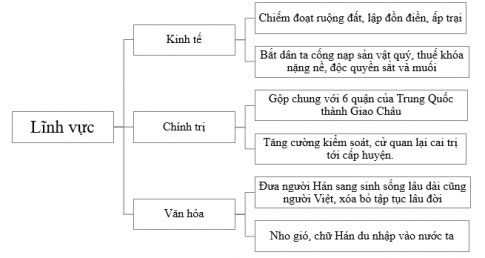 Lĩnh vực
Kinh tế
Chiếm đoạt ruộng đất, lập đồn điền, ấp trại
Bắt dân ta cống nạp sản vật quý, thuế khóa
nặng nề, độc quyền sắt và muối
Chính trị
Gộp chung với 6 quận của Trung Quốc
thành Giao Châu
Tăng cường kiểm soát, cử quan lại cai trị
tới cấp huyện.
Văn hóa
Đưa người Hán sang sinh sống lâu dài cũng
người Việt, xóa bỏ tập tục lâu đời
Nho gió, chữ Hán du nhập vào nước ta